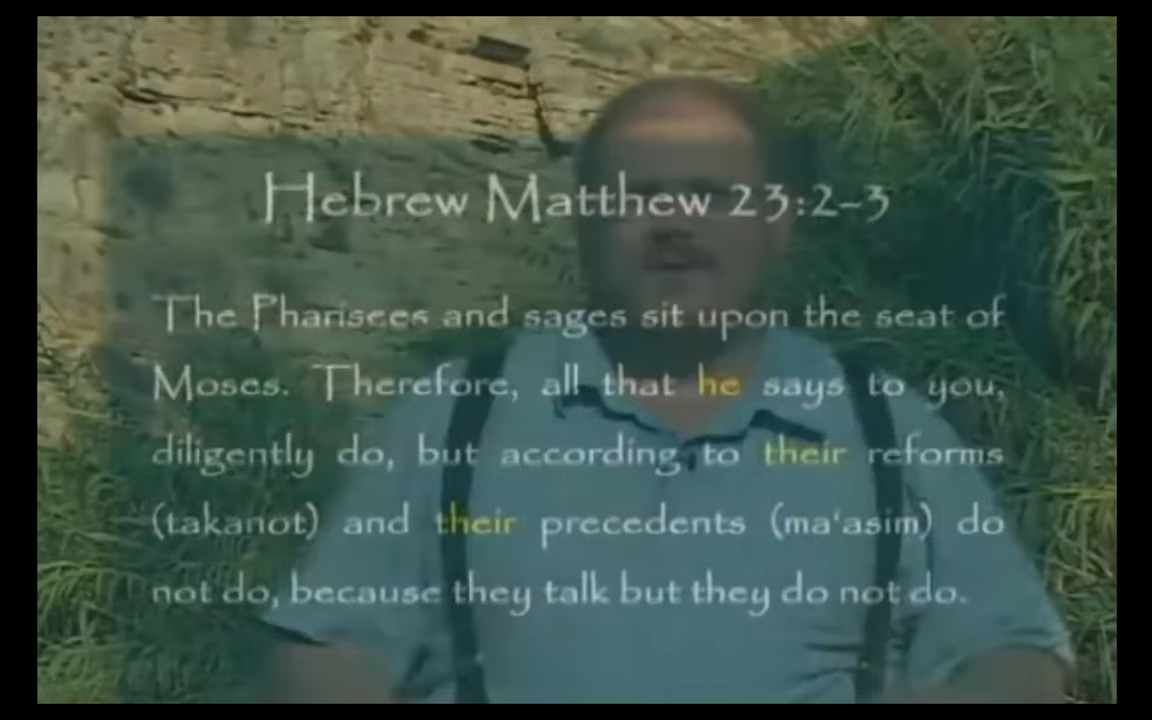 Hebrew Matthew 23:2-3
The Pharisees and sages sit upon the seat of
Moses. Therefore, all that he says to you,
diligently do, but according to their reforms
(takanot) and their precedents (ma‘asim) do
not do, because they talk but they do not do.